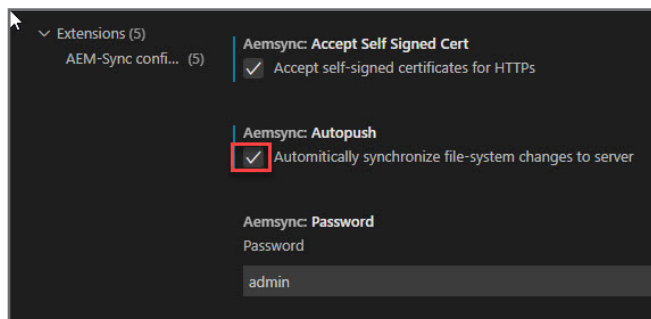 Extensions (5)
AEM-Sync confi... (5)
Aemsync: Accept Self Signed Cert
Accept self-signed certificates for HTTPs
Aemsync: Autopush
Automitically synchronize file-system changes to server
Aemsync: Password
Password
admin